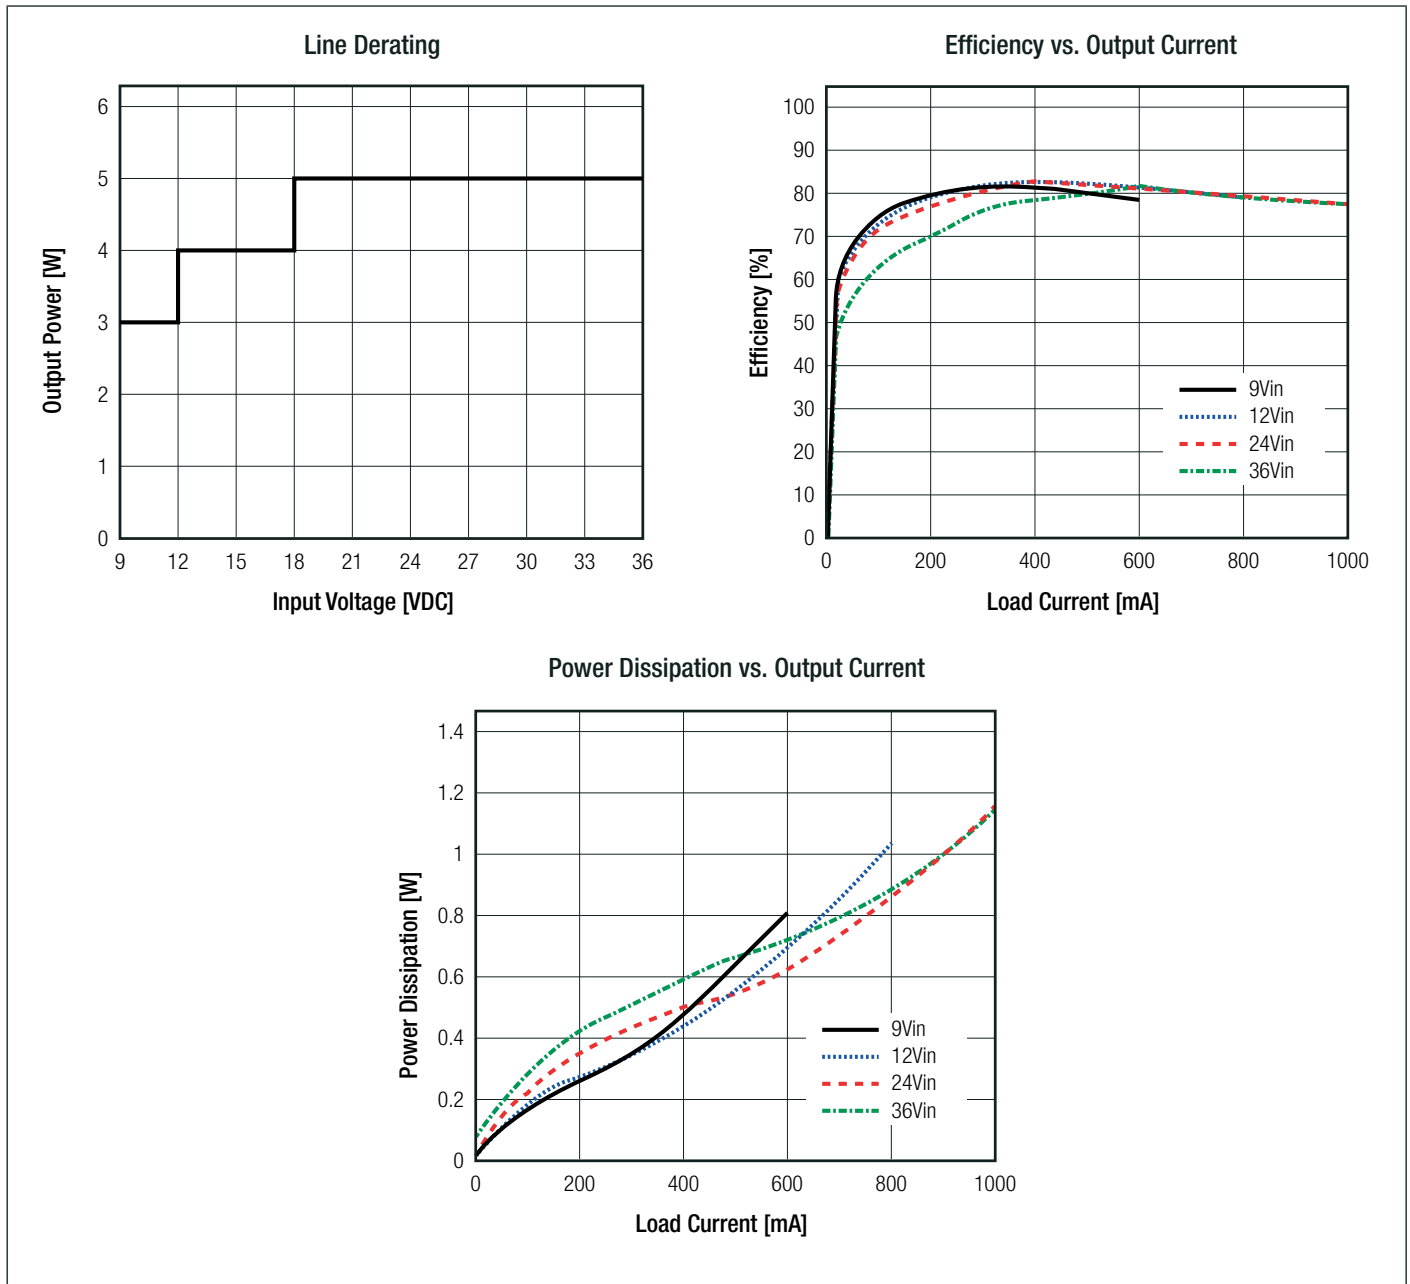 Line Derating
Output Power [W]
6
5
4
3
2
1
0
9 12 15 18 21 24 27 30 33 36
Input Voltage [VDC]
Efficiency vs. Output Current
Efficiency [%]
100
90
80
70
60
50
40
30
20
10
0
9Vin
12Vin
24Vin
36Vin
0 200 400 600 800 1000
Load Current [mA]
Power Dissipation vs. Output Current
Power Dissipation [W]
1.4
1.2
1
0.8
0.6
0.4
0.2
0
9Vin
12Vin
24Vin
36Vin
0 200 400 600 800 1000
Load Current [mA]